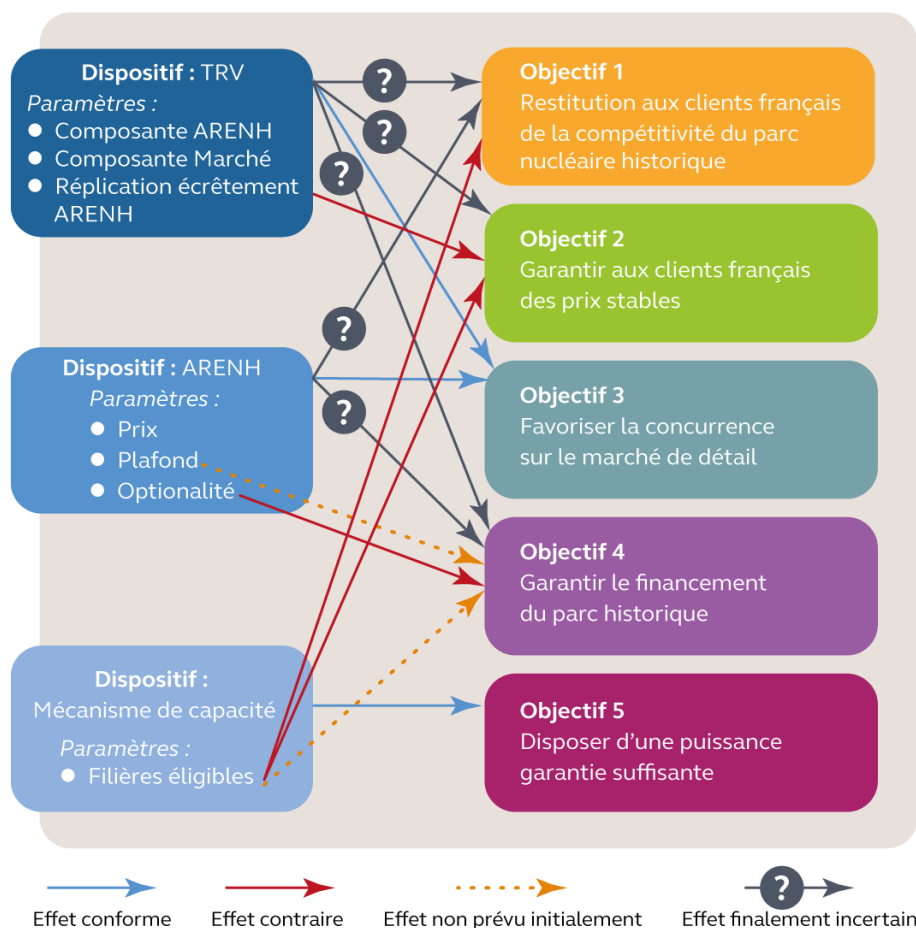 Dispositif : TRV
Paramètres :
Composante ARENH
Composante Marché
Réplication écrêtement
ARENH
?
?
?
Objectif 1
Restitution aux clients français
de la compétitivité du parc
nucléaire historique
Objectif 2
Garantir aux clients français
des prix stables
Dispositif : ARENH
Paramètres :
Prix
Plafond
Optionalité
?
?
Objectif 3
Favoriser la concurrence
sur le marché de détail
Objectif 4
Garantir le financement
du parc historique
Dispositif :
Mécanisme de capacité
Paramètres :
Filières éligibles
Objectif 5
Disposer d’une puissance
garantie suffisante
?
Effet conforme
Effet contraire
Effet non prévu initialement
Effet finalement incertain